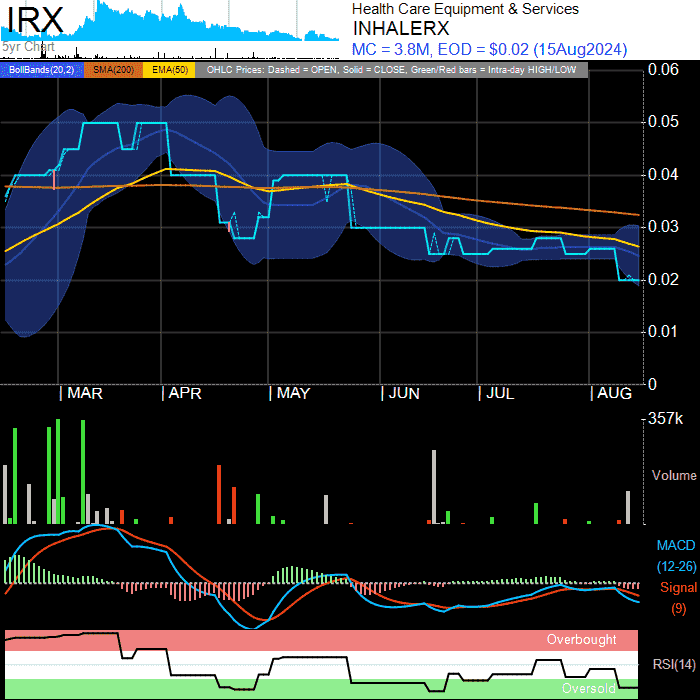 IRX
5yr Chart
Health Care Equipment & Services
INHALERX
MC = 3.8M, EOD = $0.02 (15Aug2024)
BollBands(20,2) SMA(200) EMA(50) OHLC Prices: Dashed = OPEN, Solid = CLOSE, Green/Red bars = Intra-day HIGH/LOW
0.06
0.05
0.04
0.03
0.02
0.01
0
MAR APR MAY JUN JUL AUG
357k
Volume
MACD
(12-26)
Signal
(9)
Overbought
RSI(14)
Oversold